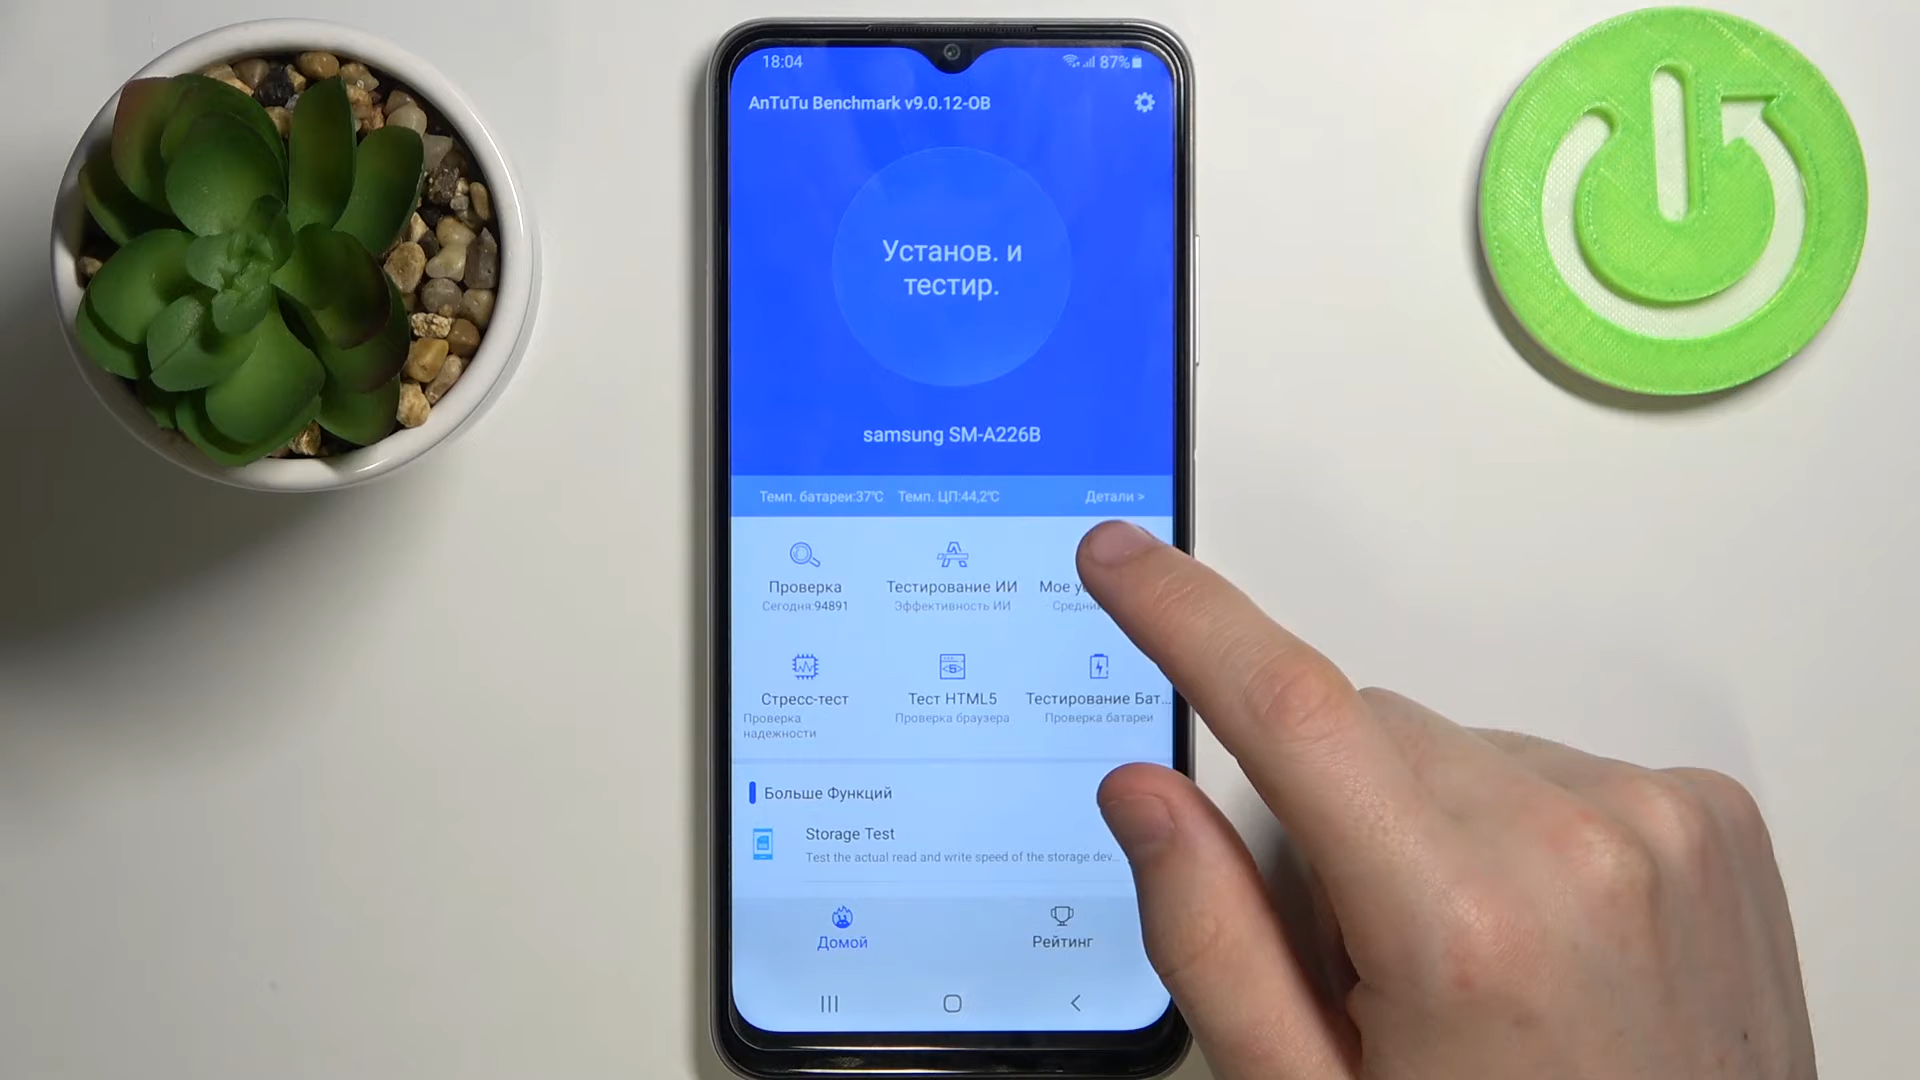 18:04
87%
AnTuTu Benchmark v9.0.12-OB
Установ. и
тестир.
samsung SM-A226B
Темп. батареи:37℃ Темп. ЦП:44,2℃ Детали >
Проверка
Сегодня:94891
Тестирование ИИ
Эффективность ИИ
Мое
Стресс-тест
Проверка
надежности
Тест HTML5
Проверка браузера
Тестирование Бат...
Проверка батареи
Больше Функций
Storage Test
Test the actual read and write speed of the storage dev...
Домой
Рейтинг